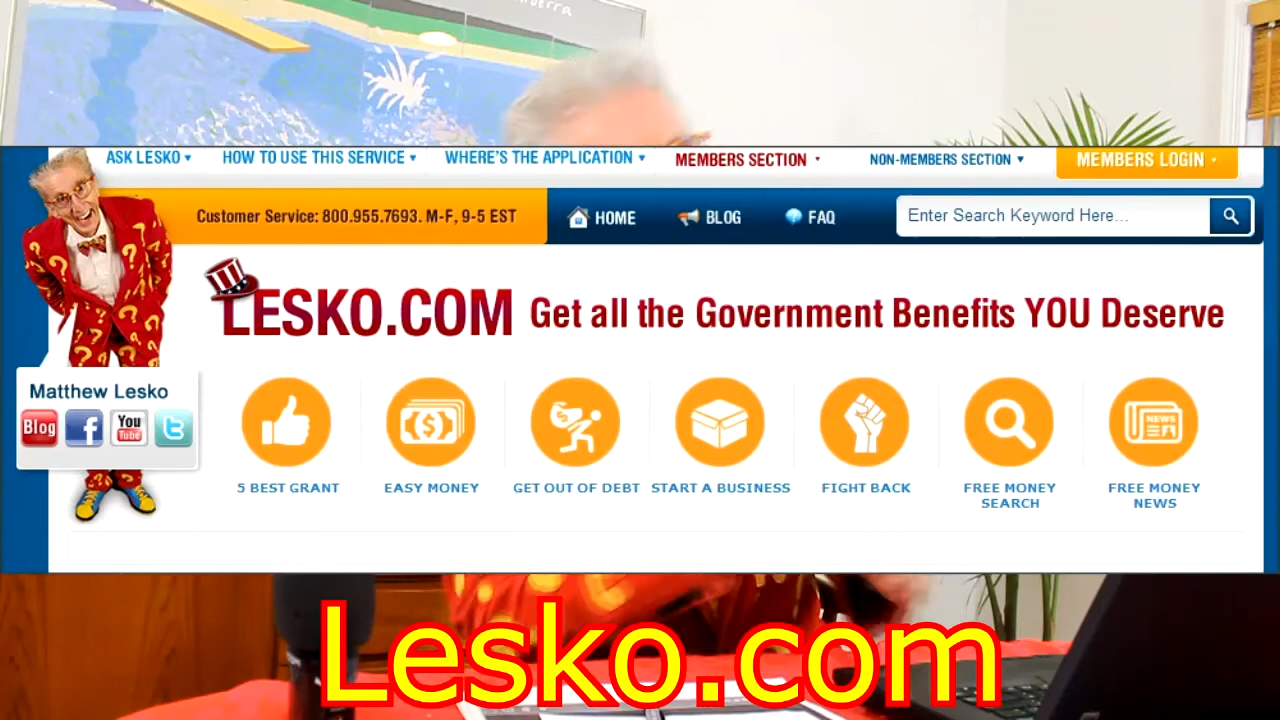 ASK LESKO HOW TO USE THIS SERVICE WHERE'S THE APPLICATION MEMBERS SECTION NON-MEMBERS SECTION MEMBERS LOGIN
Customer Service: 800.955.7693. M-F, 9-5 EST HOME BLOG FAQ Enter Search Keyword Here...
LESKO.COM Get all the Government Benefits YOU Deserve
Matthew Lesko
Blog f You Tube t
5 BEST GRANT EASY MONEY GET OUT OF DEBT START A BUSINESS FIGHT BACK FREE MONEY SEARCH FREE MONEY NEWS
NEWS
Lesko.com